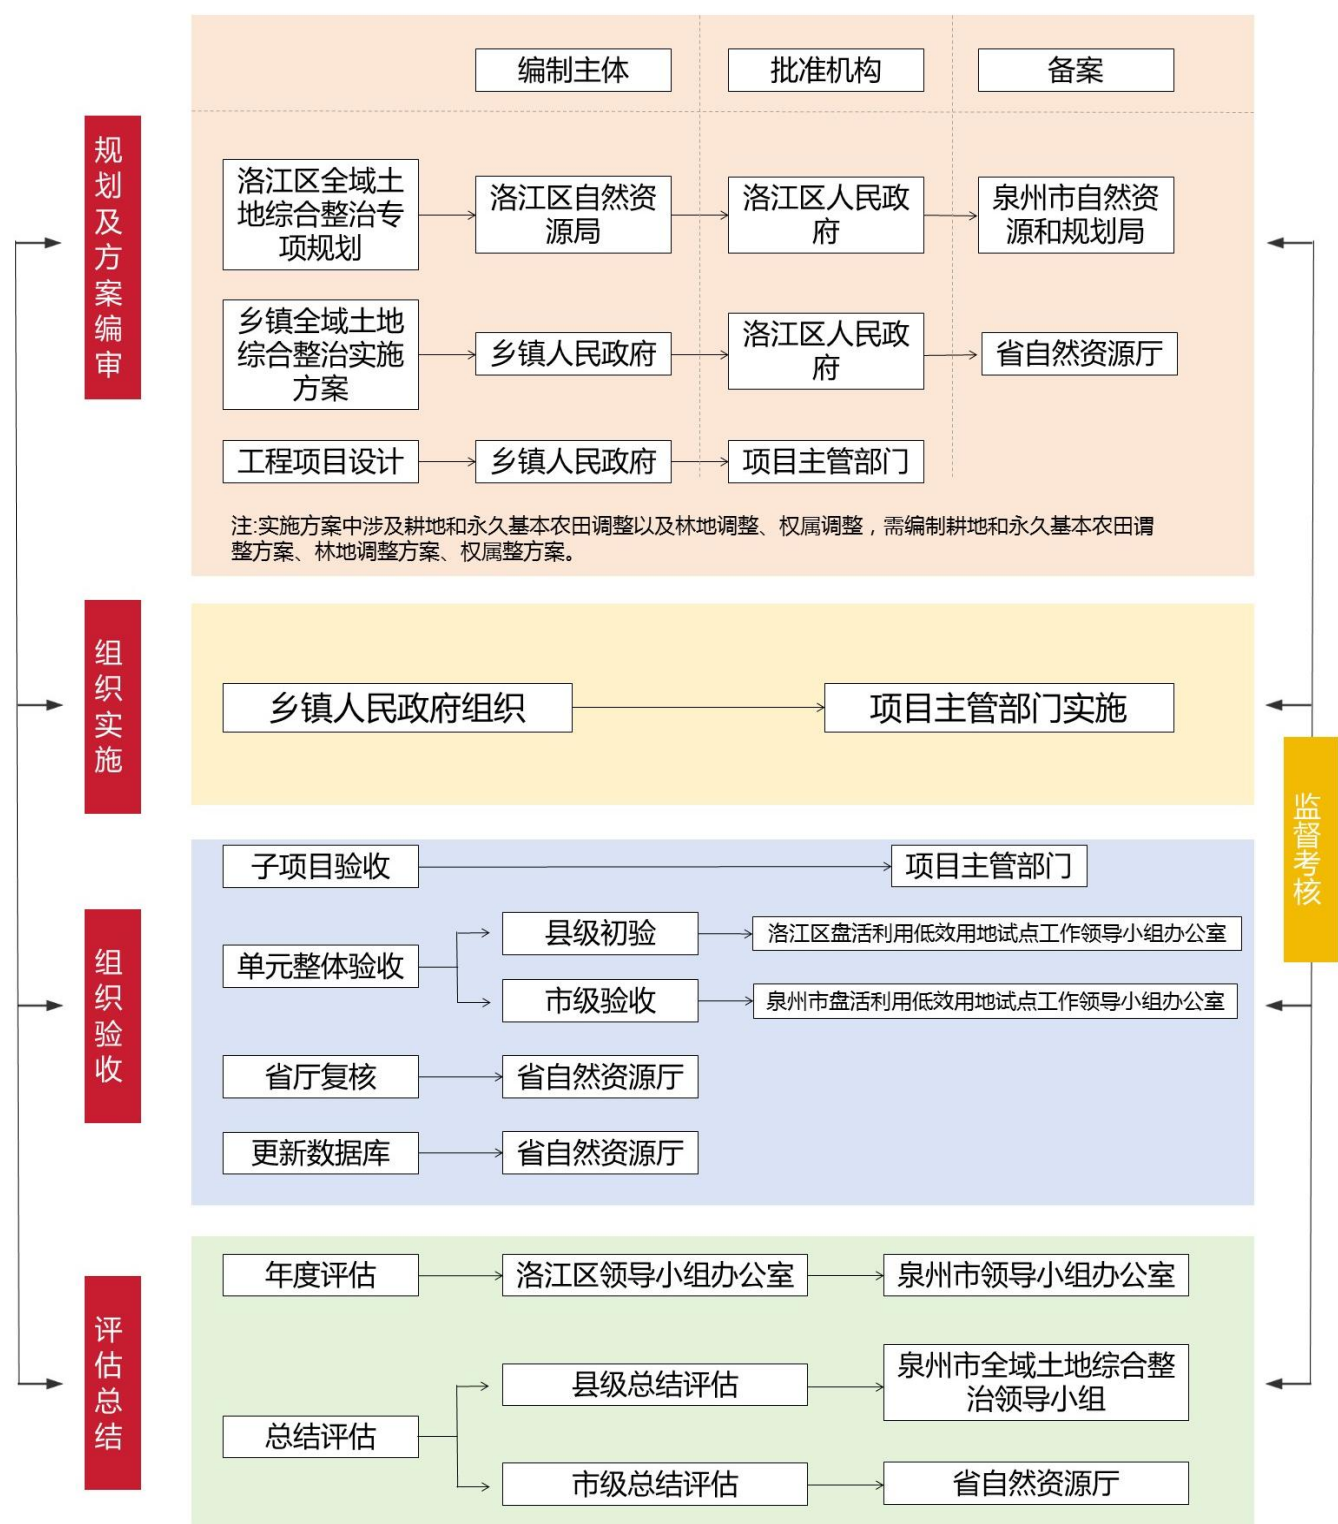 规划及方案编审
编制主体
批准机构
备案
洛江区全域土
地综合整治专
项规划
洛江区自然资
源局
洛江区人民政
府
泉州市自然资
源和规划局
乡镇全域土地
综合整治实施
方案
乡镇人民政府
洛江区人民政
府
省自然资源厅
工程项目设计
乡镇人民政府
项目主管部门
注:实施方案中涉及耕地和永久基本农田调整以及林地调整、权属调整，需编制耕地和永久基本农田谓
整方案、林地调整方案、权属整方案。
组织实施
乡镇人民政府组织
项目主管部门实施
监督考核
组织验收
子项目验收
项目主管部门
单元整体验收
县级初验
洛江区盘活利用低效用地试点工作领导小组办公室
市级验收
泉州市盘活利用低效用地试点工作领导小组办公室
省厅复核
省自然资源厅
更新数据库
省自然资源厅
评估总结
年度评估
洛江区领导小组办公室
泉州市领导小组办公室
总结评估
县级总结评估
泉州市全域土地综合整
治领导小组
市级总结评估
省自然资源厅